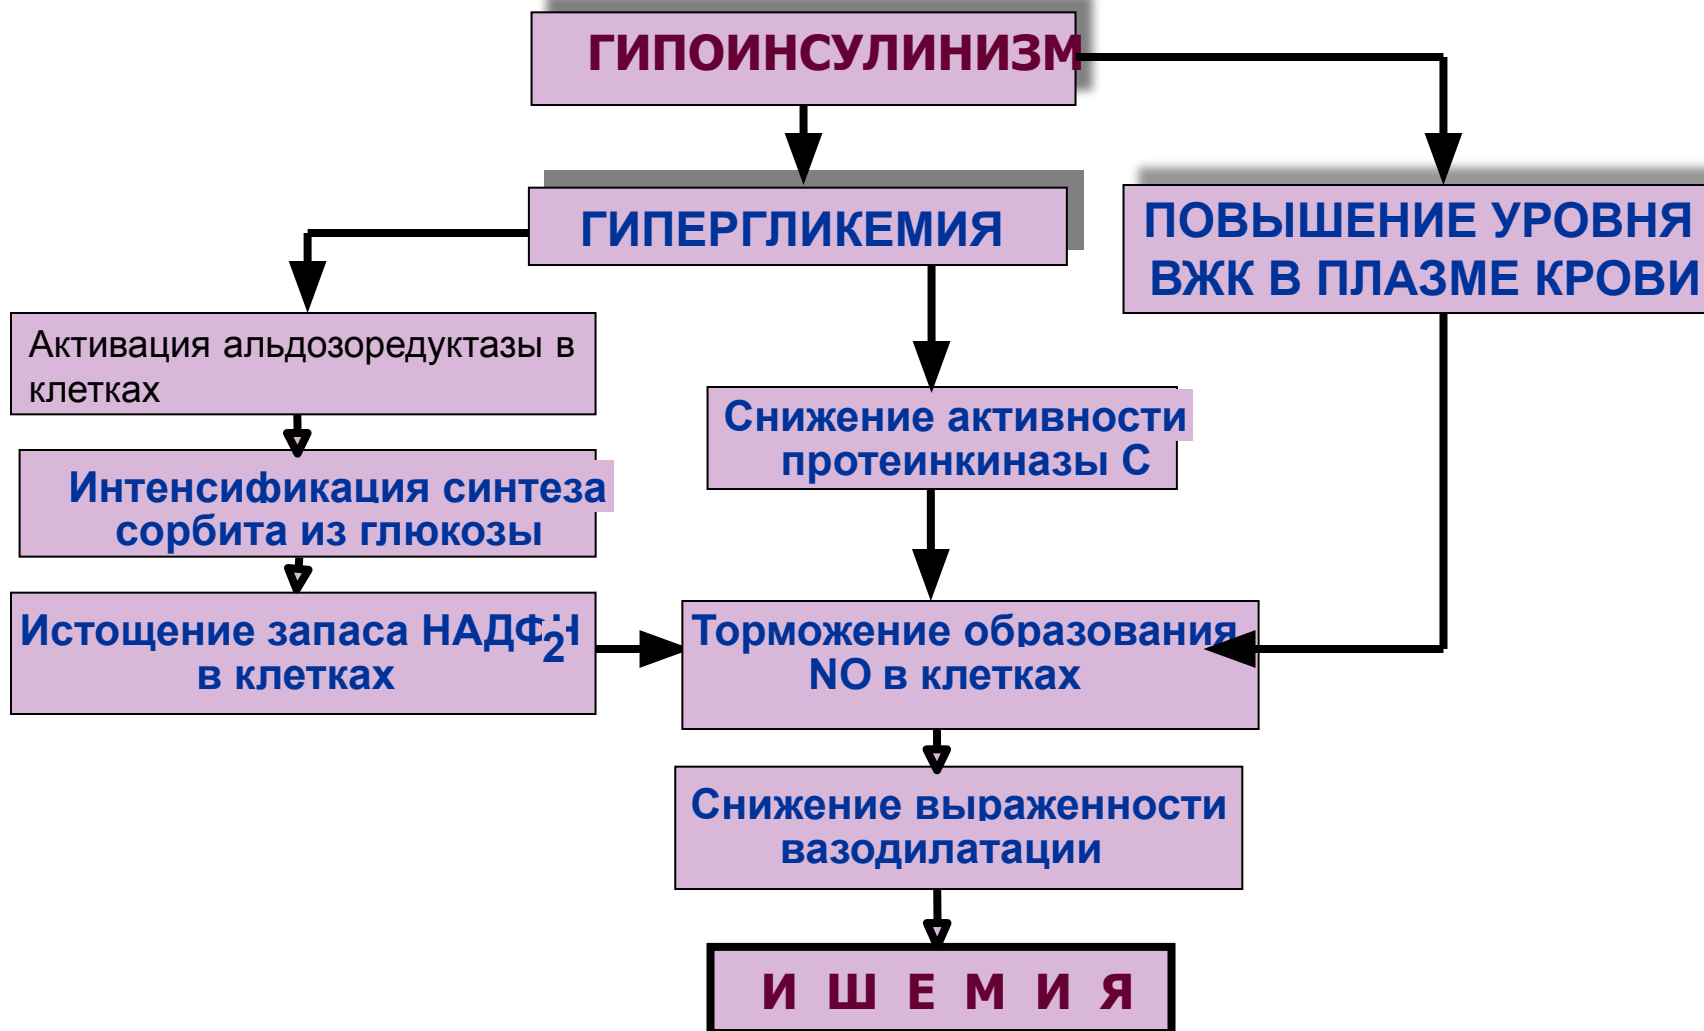 ГИПОИНСУЛИНИЗМ
ГИПЕРГЛИКЕМИЯ
ПОВЫШЕНИЕ УРОВНЯ
ВЖК В ПЛАЗМЕ КРОВИ
Активация альдозоредуктазы в
клетках
Снижение активности
протеинкиназы С
Интенсификация синтеза
сорбита из глюкозы
Истощение запаса НАДФН2
в клетках
Торможение образования
NO в клетках
Снижение выраженности
вазодилатации
И Ш Е М И Я